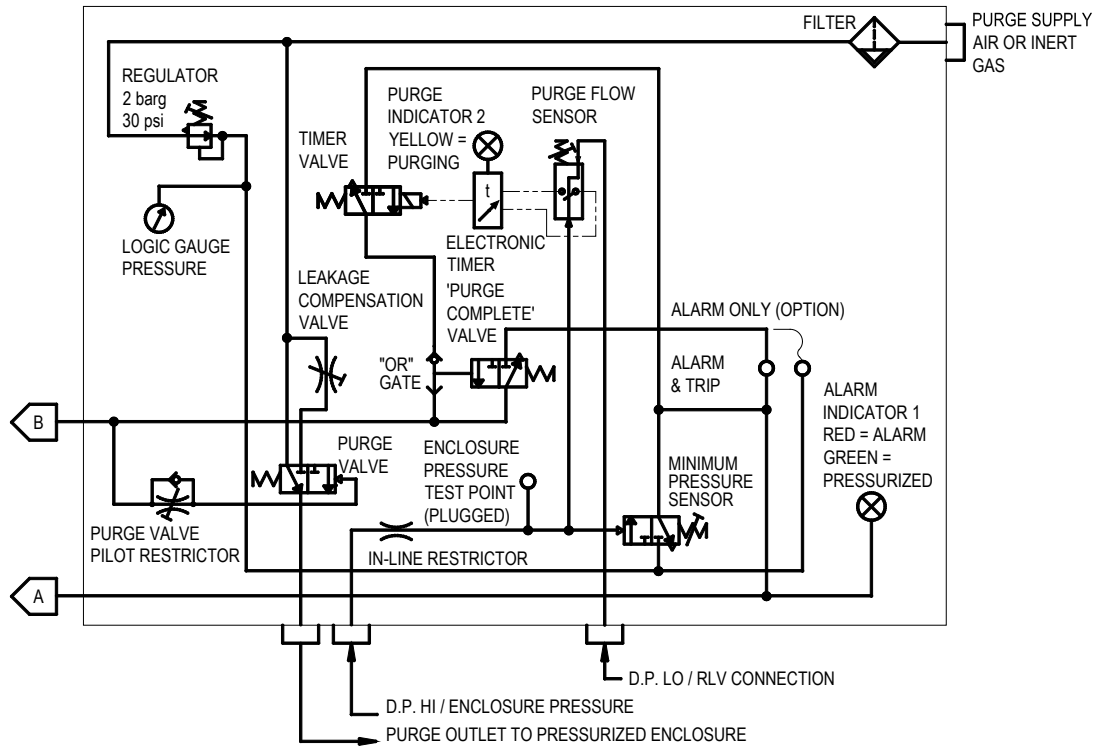 FILTER
PURGE SUPPLY
AIR OR INERT
GAS
REGULATOR
2 barg
30 psi
PURGE
INDICATOR 2
YELLOW =
PURGING
PURGE FLOW
SENSOR
TIMER
VALVE
t
LOGIC GAUGE
PRESSURE
ELECTRONIC
TIMER
LEAKAGE
COMPENSATION
VALVE
'PURGE
COMPLETE'
VALVE
ALARM ONLY (OPTION)
"OR"
GATE
ALARM
& TRIP
ALARM
INDICATOR 1
RED = ALARM
GREEN =
PRESSURIZED
B
PURGE
VALVE
ENCLOSURE
PRESSURE
TEST POINT
(PLUGGED)
MINIMUM
PRESSURE
SENSOR
PURGE VALVE
PILOT RESTRICTOR
IN-LINE RESTRICTOR
A
D.P. LO / RLV CONNECTION
D.P. HI / ENCLOSURE PRESSURE
PURGE OUTLET TO PRESSURIZED ENCLOSURE